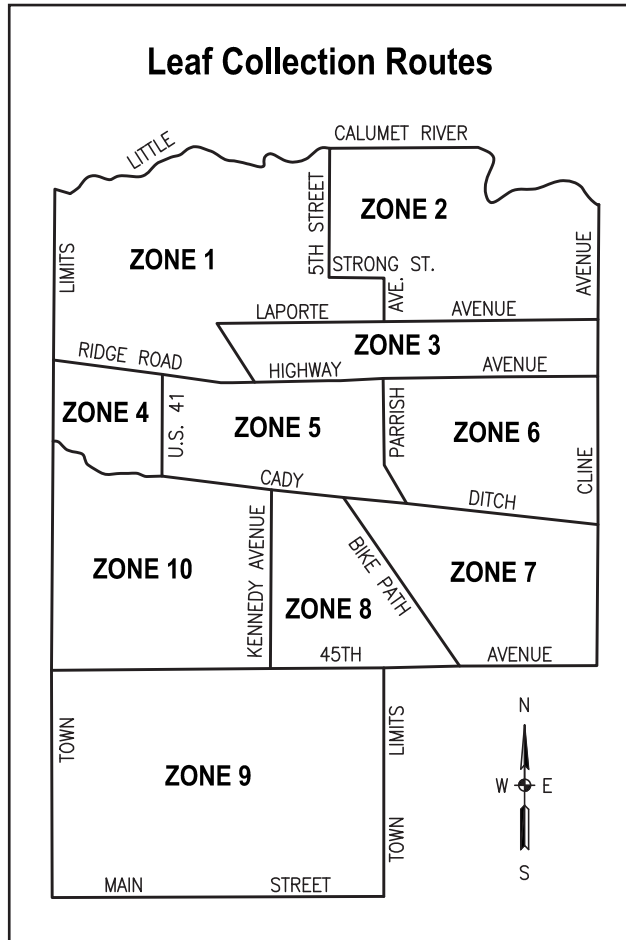 Leaf Collection Routes
CALUMET RIVER
LITTLE
5TH STREET
ZONE 2
LIMITS
ZONE 1
STRONG ST.
AVENUE
AVE.
LAPORTE AVENUE
ZONE 3
RIDGE ROAD
HIGHWAY AVENUE
ZONE 4
U.S. 41
ZONE 5
PARRISH
ZONE 6
CLINE
CADY DITCH
ZONE 10
KENNEDY AVENUE
ZONE 8
BIKE PATH
ZONE 7
45TH AVENUE
TOWN
LIMITS
N
ZONE 9
W E
TOWN
S
MAIN STREET